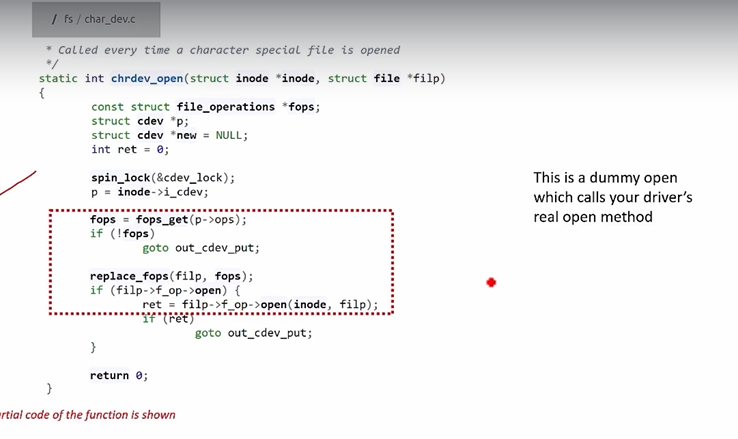 / fs / char_dev.c
* Called every time a character special file is opened
*/
static int chrdev_open(struct inode *inode, struct file *filp)
{
const struct file_operations *fops;
struct cdev *p;
struct cdev *new = NULL;
int ret = 0;
spin_lock(&cdev_lock);
p = inode->i_cdev;
fops = fops_get(p->ops);
if (!fops)
goto out_cdev_put;
replace_fops(filp, fops);
if (filp->f_op->open) {
ret = filp->f_op->open(inode, filp);
if (ret)
goto out_cdev_put;
}
return 0;
}
This is a dummy open
which calls your driver's
real open method
rtial code of the function is shown